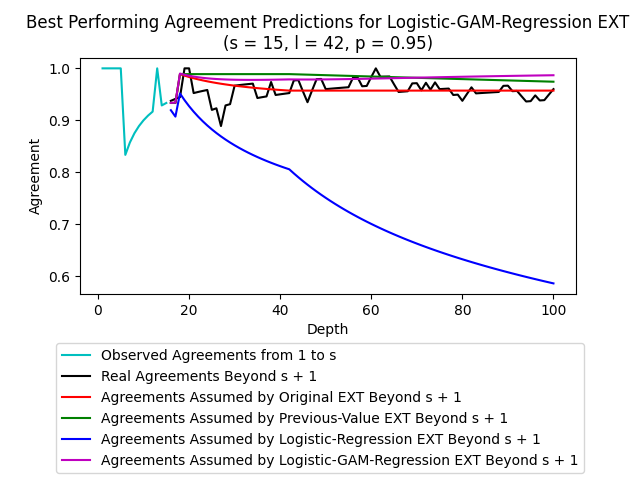 Best Performing Agreement Predictions for Logistic-GAM-Regression EXT
(s = 15, l = 42, p = 0.95)
1.0
0.9
0.8
0.7
0.6
Agreement
0 20 40 60 80 100
Depth
Observed Agreements from 1 to s
Real Agreements Beyond s + 1
Agreements Assumed by Original EXT Beyond s + 1
Agreements Assumed by Previous-Value EXT Beyond s + 1
Agreements Assumed by Logistic-Regression EXT Beyond s + 1
Agreements Assumed by Logistic-GAM-Regression EXT Beyond s + 1